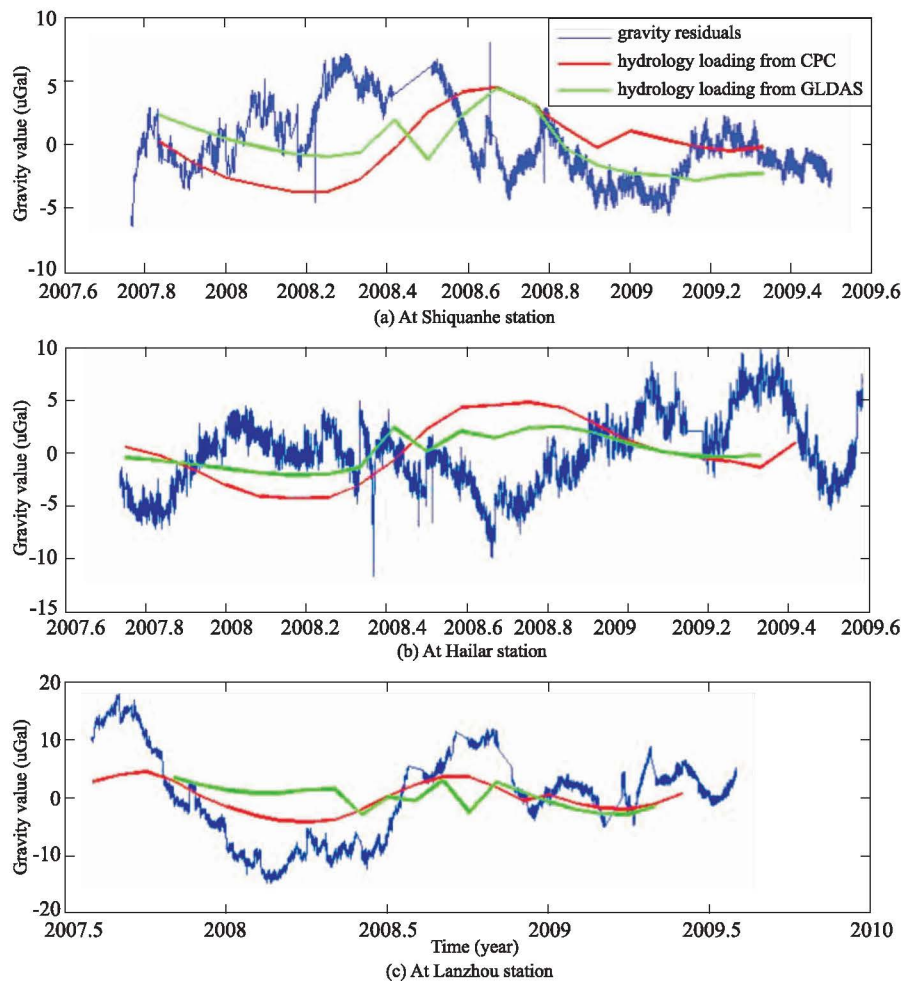 10
5
0
-5
-10
Gravity value (uGal)
gravity residuals
hydrology loading from CPC
hydrology loading from GLDAS
2007.6 2007.8 2008 2008.2 2008.4 2008.6 2008.8 2009 2009.2 2009.4 2009.6
(a) At Shiquanhe station
10
5
0
-5
-10
-15
Gravity value (uGal)
2007.6 2007.8 2008 2008.2 2008.4 2008.6 2008.8 2009 2009.2 2009.4 2009.6
(b) At Hailar station
20
10
0
-10
-20
Gravity value (uGal)
2007.5 2008 2008.5 2009 2009.5 2010
Time (year)
(c) At Lanzhou station